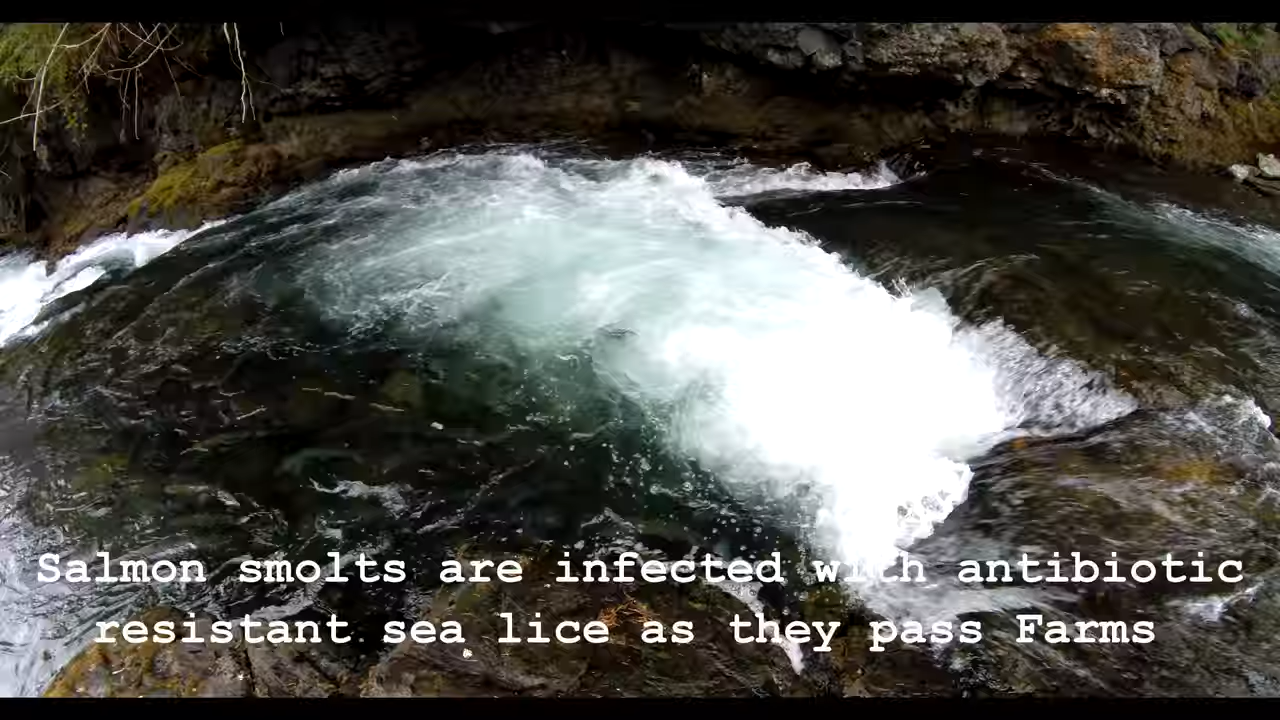 Salmon smolts are infected with antibiotic
resistant sea lice as they pass Farms